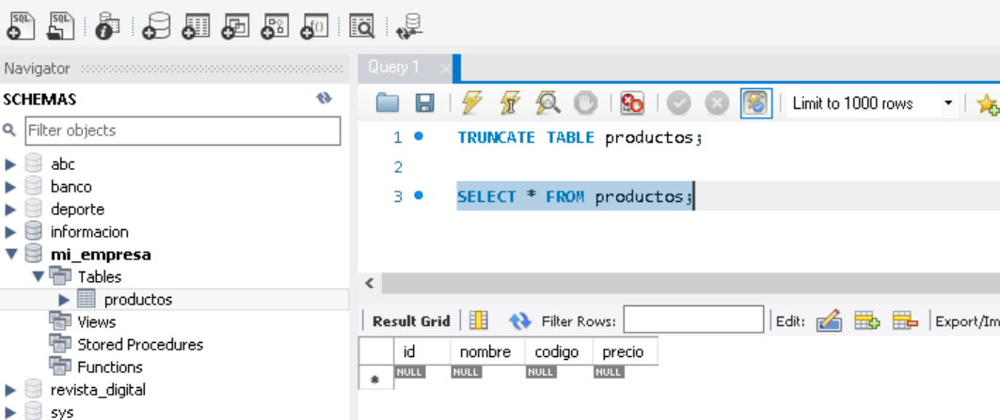 SQL SQL
Navigator
SCHEMAS
Filter objects
abc
banco
deporte
informacion
mi_empresa
Tables
productos
Views
Stored Procedures
Functions
revista_digital
sys
Query 1
Limit to 1000 rows
1 TRUNCATE TABLE productos;
2
3 SELECT * FROM productos;
Result Grid Filter Rows: Edit: Export/Im
id nombre codigo precio
NULL NULL NULL NULL